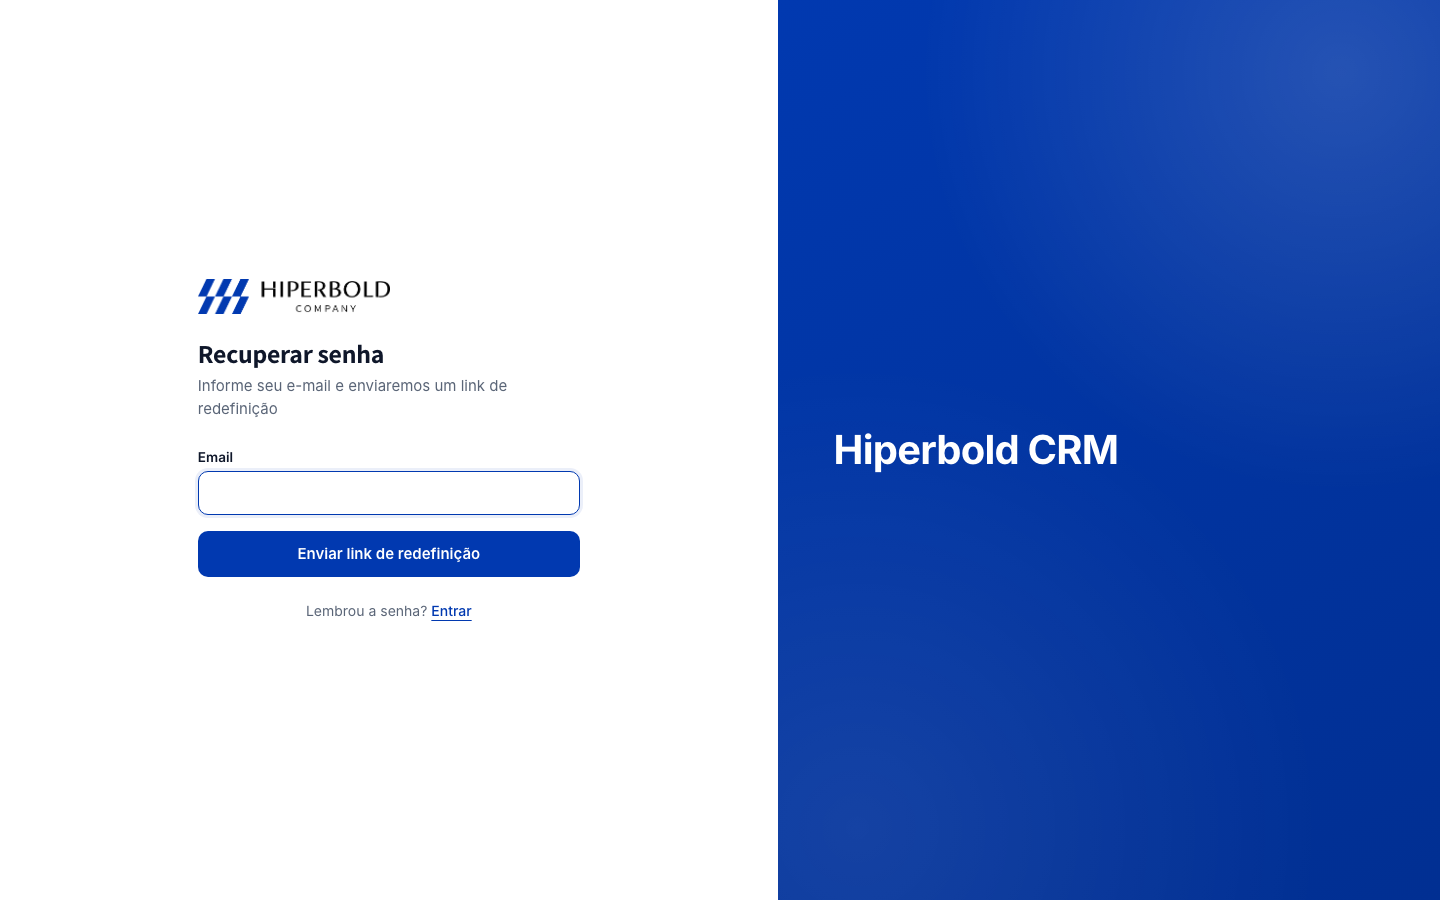 HIPERBOLD
COMPANY
Recuperar senha
Informe seu e-mail e enviaremos um link de
redefinição
Email
Enviar link de redefinição
Lembrou a senha? Entrar
Hiperbold CRM